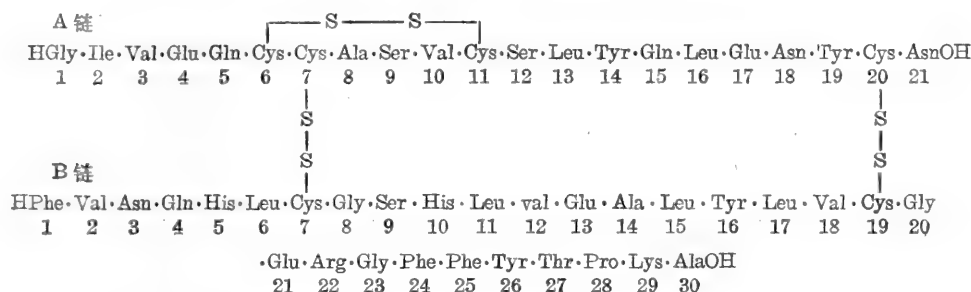 A 链
S S
HGly·Ile·Val·Glu·Gln·Cys·Cys·Ala·Ser·Val·Cys·Ser·Leu·Tyr·Gln·Leu·Glu·Asn·Tyr·Cys·AsnOH
1 2 3 4 5 6 7 8 9 10 11 12 13 14 15 16 17 18 19 20 21
S S
S S
B 链
HPhe·Val·Asn·Gln·His·Leu·Cys·Gly·Ser·His·Leu·val·Glu·Ala·Leu·Tyr·Leu·Val·Cys·Gly
1 2 3 4 5 6 7 8 9 10 11 12 13 14 15 16 17 18 19 20
·Glu·Arg·Gly·Phe·Phe·Tyr·Thr·Pro·Lys·AlaOH
21 22 23 24 25 26 27 28 29 30